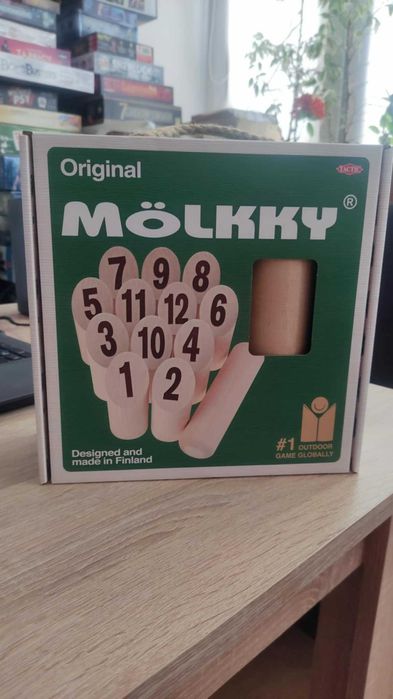 Original
TACTIC
MÖLKKY®
7 9 8
5 11 12 6
3 10 4
1 2
Designed and
made in Finland
#1 OUTDOOR
GAME GLOBALLY